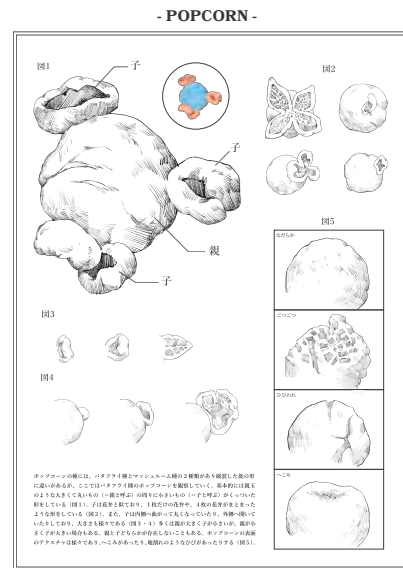 - POPCORN -
図1
子
子
親
子
図2
図3
図4
図5
なだらか
ごつごつ
ひびわれ
へこみ
ポップコーンの種には、バタフライ種とマッシュルーム種の2種類があり破裂した後の形
に違いがあるが、ここではバタフライ種のポップコーンを観察していく。基本的には親玉
のような大きくて丸いもの(=親と呼ぶ)の周りに小さいもの(=子と呼ぶ)がくっついた
形をしている(図1)。子は花弁と似ており、1枚だけの花弁や、4枚の花弁がまとまった
ような形をしている(図2)。また、子は内側へ曲がって丸くなっていたり、外側へ開いて
いたりしており、大きさも様々である(図3・4)多くは親が大きく子が小さいが、親が小
さく子が大きい場合もある。親と子どちらかが存在しないこともある。ポップコーンの表面
のテクスチャは様々であり、へこみがあったり、地割れのようなひびがあったりする(図5)。